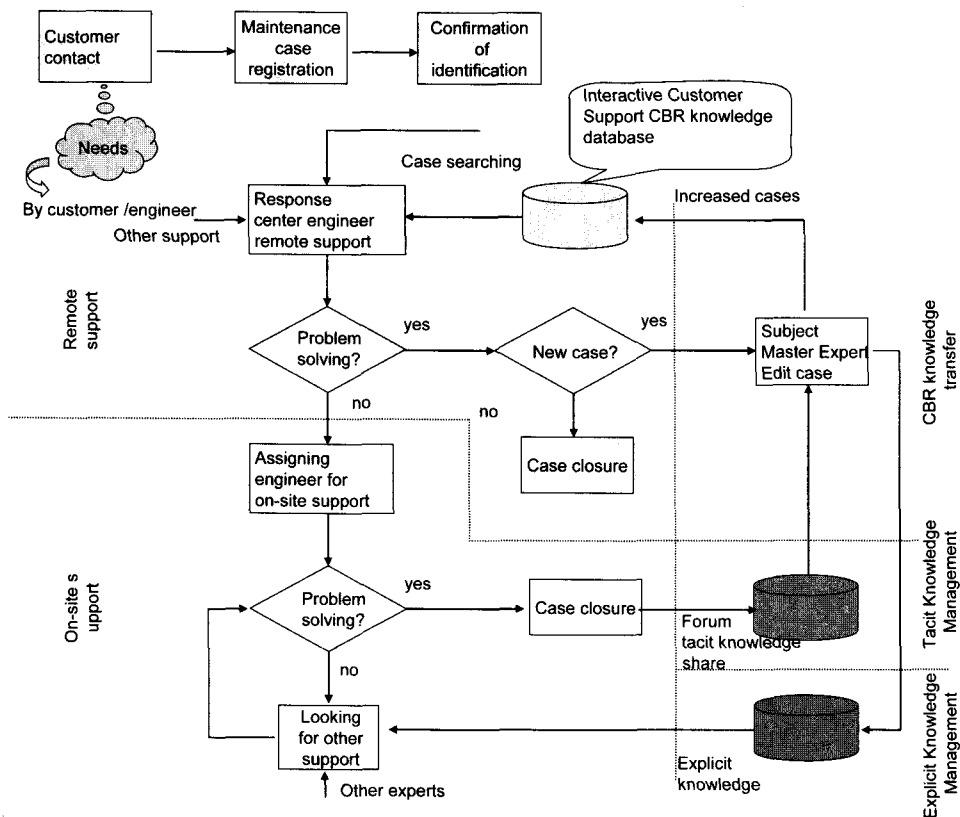 Customer
contact
Maintenance
case
registration
Confirmation
of
identification
Interactive Customer
Support CBR knowledge
database
Needs
Case searching
By customer /engineer
Other support
Response
center engineer
remote support
Increased cases
Remote
support
Problem
solving?
yes
New case?
yes
Subject
Master Expert
Edit case
CBR knowledge
transfer
no
no
Assigning
engineer for
on-site support
Case closure
On-site s
upport
Problem
solving?
yes
Case closure
Forum
tacit knowledge
share
Tacit Knowledge
Management
no
Looking
for other
support
Explicit
knowledge
Explicit Knowledge
Management
Other experts